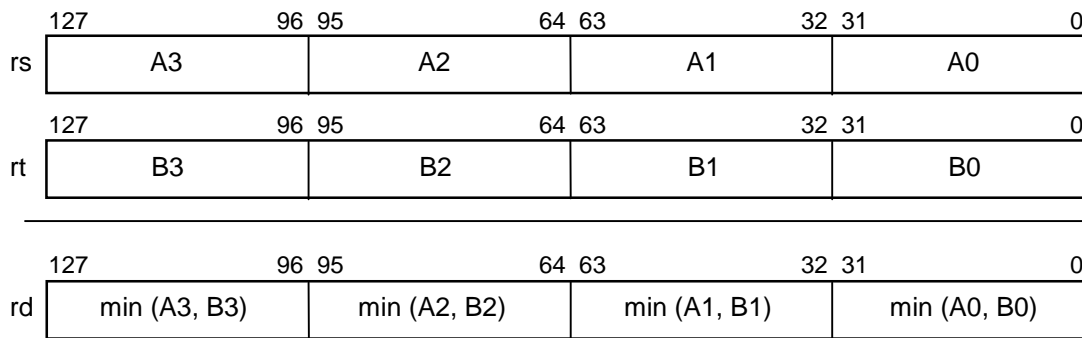 127 96 95 64 63 32 31 0
rs A3 A2 A1 A0
127 96 95 64 63 32 31 0
rt B3 B2 B1 B0
127 96 95 64 63 32 31 0
rd min (A3, B3) min (A2, B2) min (A1, B1) min (A0, B0)